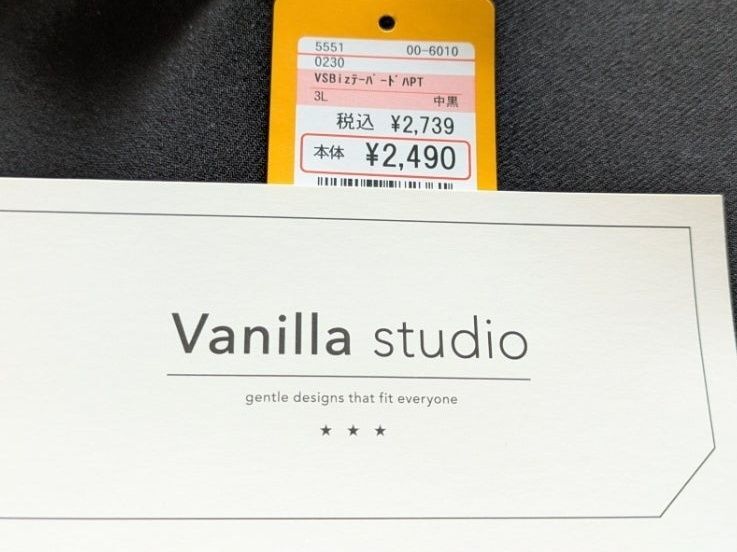 5551 00-6010
0230
VSBizテーパードパPT
3L 中黒
税込 ¥2,739
本体 ¥2,490
Vanilla studio
gentle designs that fit everyone
★ ★ ★